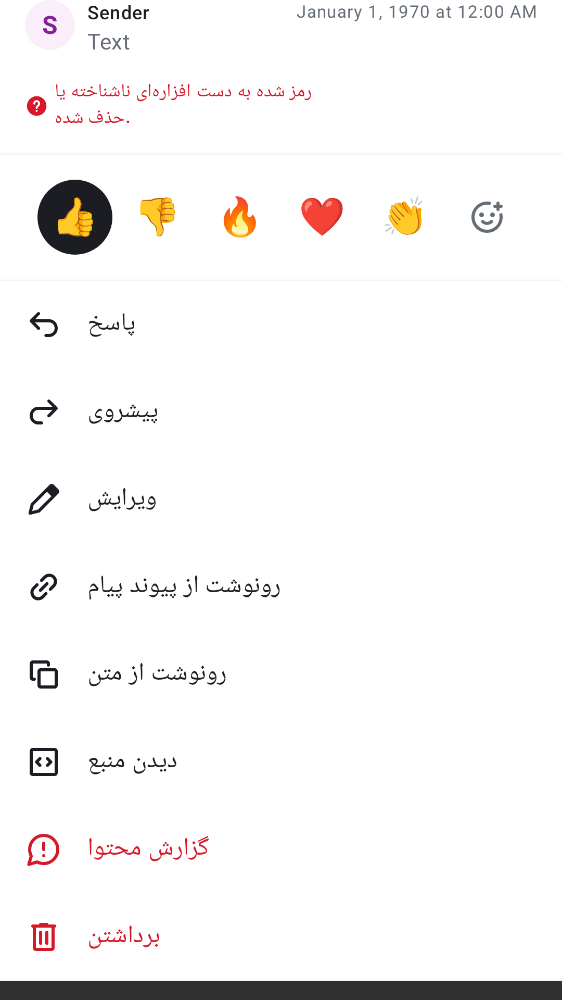 S
Sender
January 1, 1970 at 12:00 AM
Text
رمز شده به دست افزاره‌ای ناشناخته یا
حذف شده.
پاسخ
پیشروی
ویرایش
رونوشت از پیوند پیام
رونوشت از متن
دیدن منبع
گزارش محتوا
برداشتن